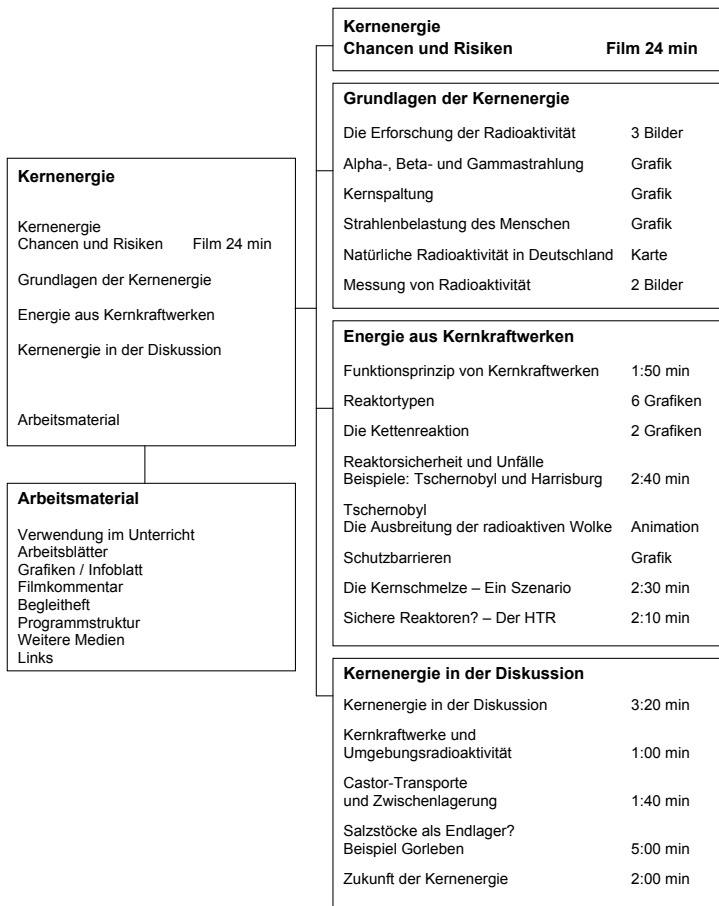 Kernenergie
Kernenergie
Chancen und Risiken Film 24 min
Grundlagen der Kernenergie
Energie aus Kernkraftwerken
Kernenergie in der Diskussion
Arbeitsmaterial
Arbeitsmaterial
Verwendung im Unterricht
Arbeitsblätter
Grafiken / Infoblatt
Filmkommentar
Begleitheft
Programmstruktur
Weitere Medien
Links
Kernenergie
Chancen und Risiken Film 24 min
Grundlagen der Kernenergie
Die Erforschung der Radioaktivität 3 Bilder
Alpha-, Beta- und Gammastrahlung Grafik
Kernspaltung Grafik
Strahlenbelastung des Menschen Grafik
Natürliche Radioaktivität in Deutschland Karte
Messung von Radioaktivität 2 Bilder
Energie aus Kernkraftwerken
Funktionsprinzip von Kernkraftwerken 1:50 min
Reaktortypen 6 Grafiken
Die Kettenreaktion 2 Grafiken
Reaktorsicherheit und Unfälle
Beispiele: Tschernobyl und Harrisburg 2:40 min
Tschernobyl
Die Ausbreitung der radioaktiven Wolke Animation
Schutzbarrieren Grafik
Die Kernschmelze – Ein Szenario 2:30 min
Sichere Reaktoren? – Der HTR 2:10 min
Kernenergie in der Diskussion
Kernenergie in der Diskussion 3:20 min
Kernkraftwerke und
Umgebungsradioaktivität 1:00 min
Castor-Transporte
und Zwischenlagerung 1:40 min
Salzstöcke als Endlager?
Beispiel Gorleben 5:00 min
Zukunft der Kernenergie 2:00 min